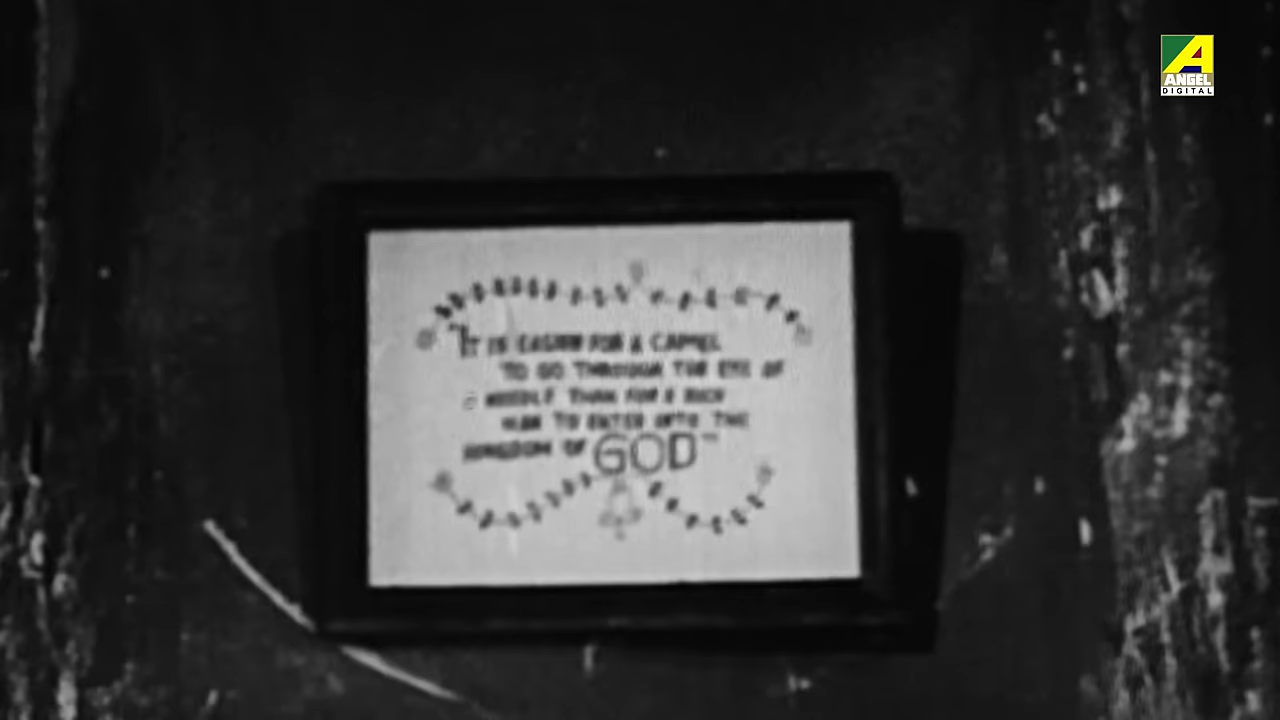 A
ANGEL
DIGITAL
"IT IS EASIER FOR A CAMEL
TO GO THROUGH THE EYE OF
A NEEDLE THAN FOR A RICH
MAN TO ENTER INTO THE
KINGDOM OF GOD"